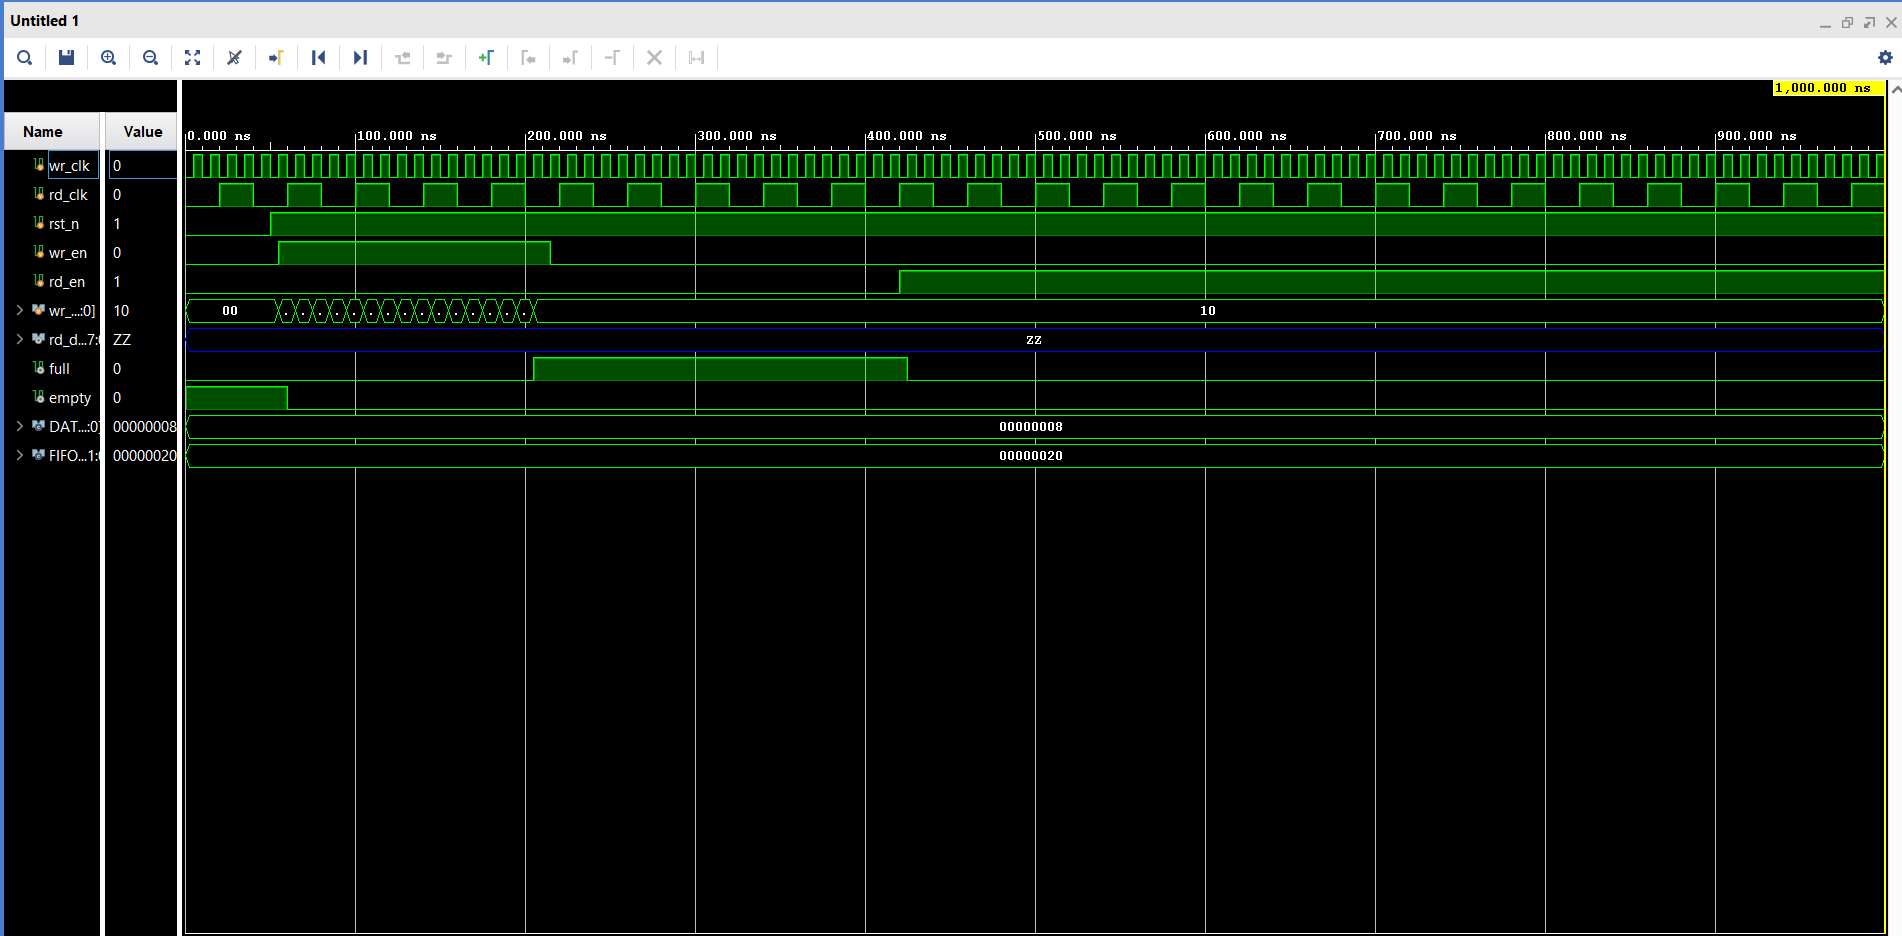 Untitled 1
1,000.000 ns
Name Value
0.000 ns 100.000 ns 200.000 ns 300.000 ns 400.000 ns 500.000 ns 600.000 ns 700.000 ns 800.000 ns 900.000 ns
wr_clk 0
rd_clk 0
rst_n 1
wr_en 0
rd_en 1
wr_...:0] 10 00 . . . . . . . . . . . . . . . 10
rd_d...7:0 ZZ ZZ
full 0
empty 0
DAT...:0] 00000008 00000008
FIFO...1:0 00000020 00000020